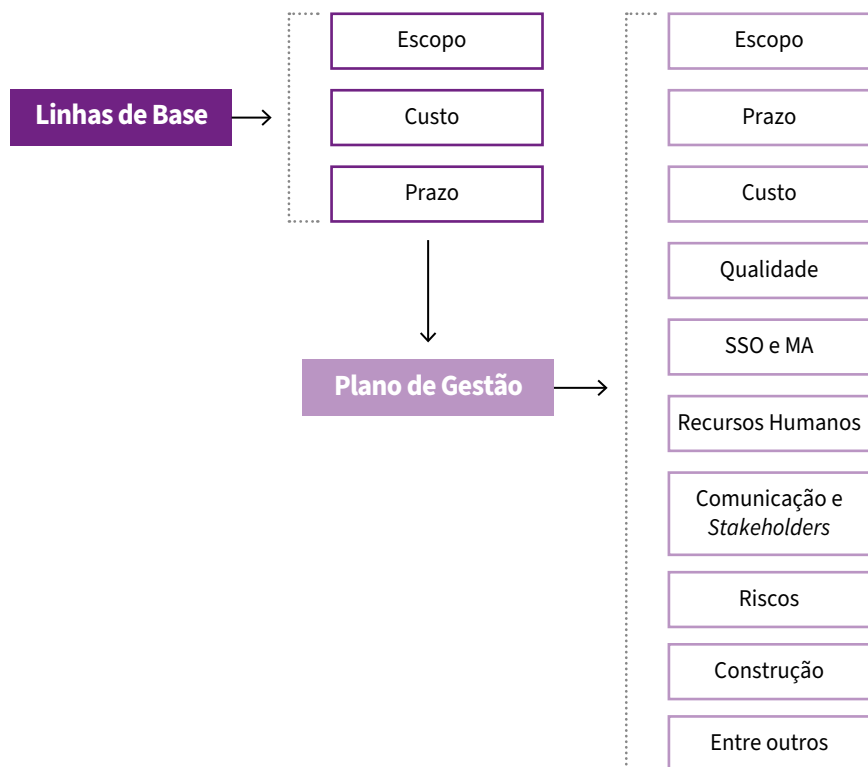 Linhas de Base
Escopo
Custo
Prazo
Plano de Gestão
Escopo
Prazo
Custo
Qualidade
SSO e MA
Recursos Humanos
Comunicação e
Stakeholders
Riscos
Construção
Entre outros